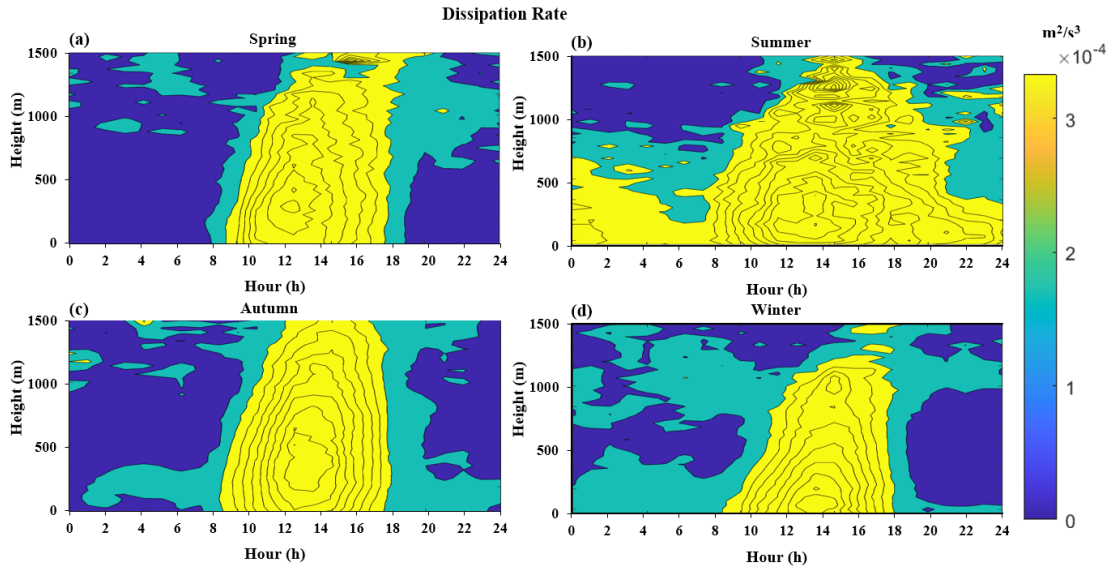 Dissipation Rate
(a)
Spring
1500
1000
500
0
Height (m)
0 2 4 6 8 10 12 14 16 18 20 22 24
Hour (h)
(b)
Summer
1500
1000
500
0
Height (m)
0 2 4 6 8 10 12 14 16 18 20 22 24
Hour (h)
m²/s³
×10⁻⁴
3
2
1
0
(c)
Autumn
1500
1000
500
0
Height (m)
0 2 4 6 8 10 12 14 16 18 20 22 24
Hour (h)
(d)
Winter
1500
1000
500
0
Height (m)
0 2 4 6 8 10 12 14 16 18 20 22 24
Hour (h)